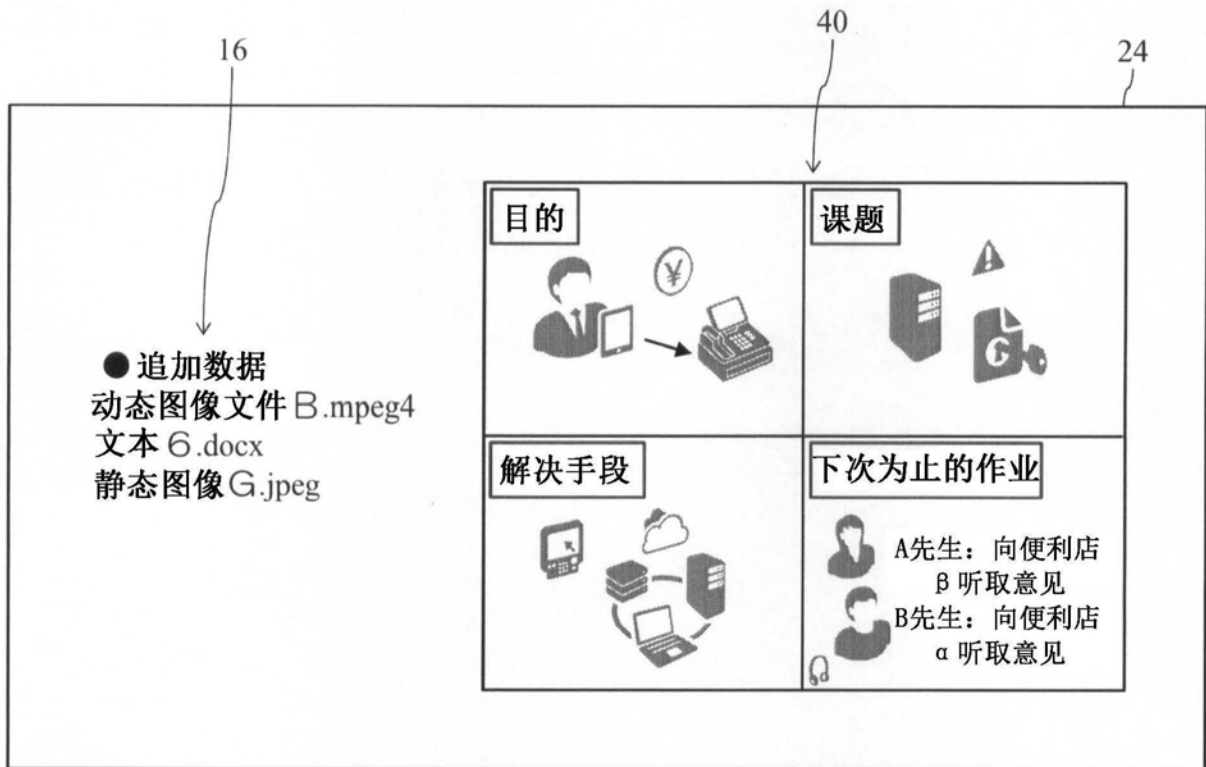 16
40
24
●追加数据
动态图像文件B.mpeg4
文本6.docx
静态图像G.jpeg
目的
¥
课题
解决手段
下次为止的作业
A先生：向便利店
β听取意见
B先生：向便利店
α听取意见